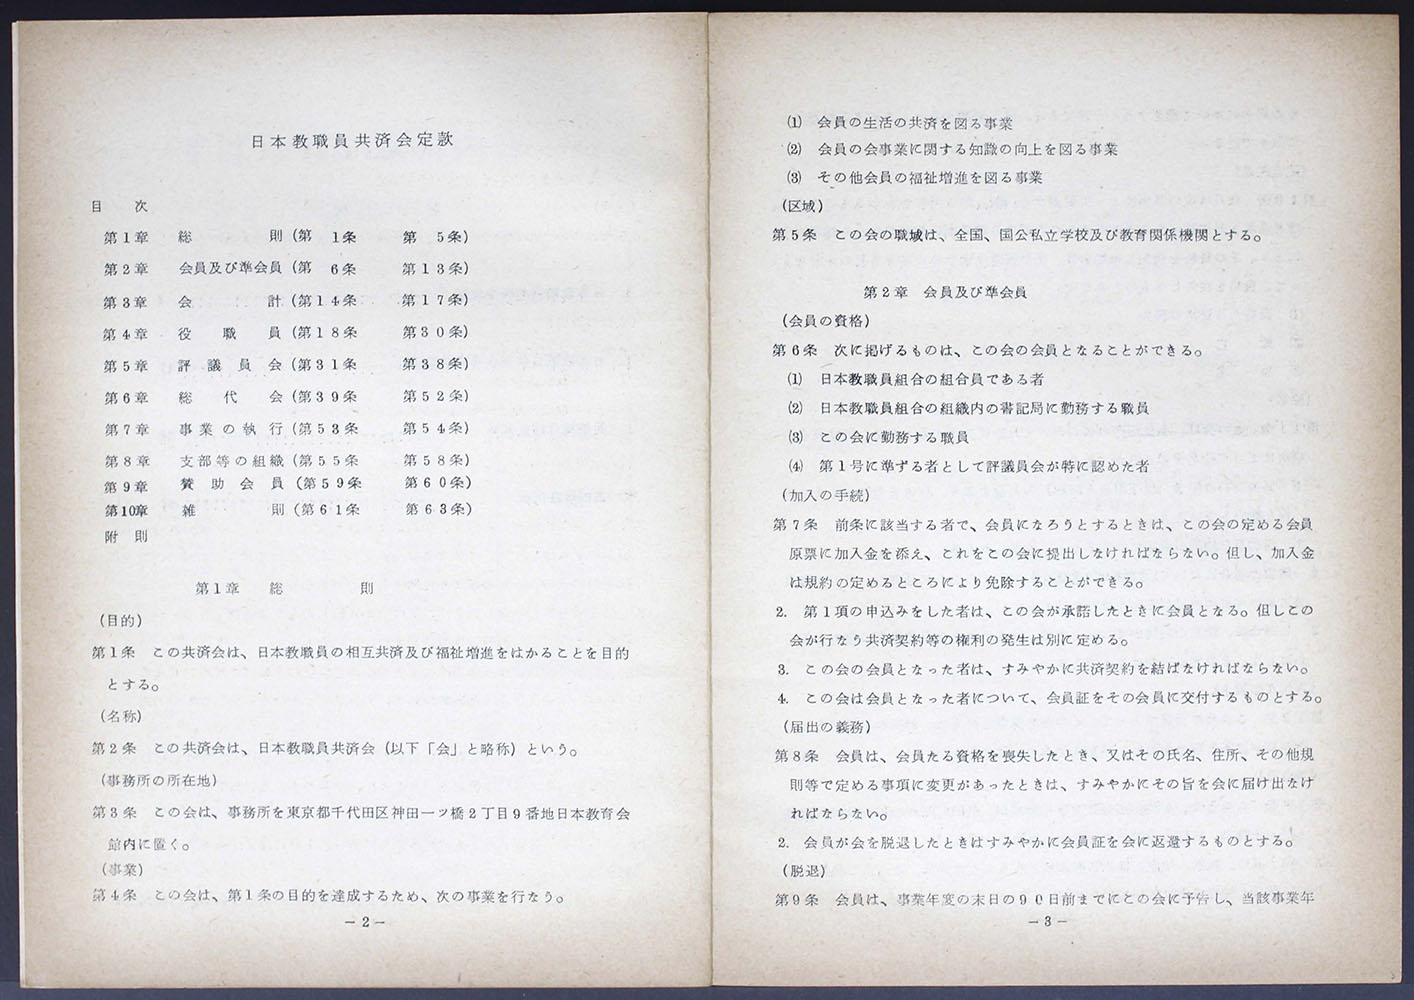 日本教職員共済会定款
目　次
第1章　総　　　則（第　1条　　第　5条）
第2章　会員及び準会員（第　6条　　第13条）
第3章　会　　　計（第14条　　第17条）
第4章　役　職　員（第18条　　第30条）
第5章　評議員会（第31条　　第38条）
第6章　総　代　会（第39条　　第52条）
第7章　事業の執行（第53条　　第54条）
第8章　支部等の組織（第55条　　第58条）
第9章　賛助会員（第59条　　第60条）
第10章　雑　　　則（第61条　　第63条）
附　則
第1章　総　　　則
（目的）
第1条　この共済会は、日本教職員の相互共済及び福祉増進をはかることを目的
とする。
（名称）
第2条　この共済会は、日本教職員共済会（以下「会」と略称）という。
（事務所の所在地）
第3条　この会は、事務所を東京都千代田区神田一ツ橋2丁目9番地日本教育会
館内に置く。
（事業）
第4条　この会は、第1条の目的を達成するため、次の事業を行なう。
－2－
(1)　会員の生活の共済を図る事業
(2)　会員の会事業に関する知識の向上を図る事業
(3)　その他会員の福祉増進を図る事業
（区域）
第5条　この会の職域は、全国、国公私立学校及び教育関係機関とする。
第2章　会員及び準会員
（会員の資格）
第6条　次に掲げるものは、この会の会員となることができる。
(1)　日本教職員組合の組合員である者
(2)　日本教職員組合の組織内の書記局に勤務する職員
(3)　この会に勤務する職員
(4)　第1号に準ずる者として評議員会が特に認めた者
（加入の手続）
第7条　前条に該当する者で、会員になろうとするときは、この会の定める会員
原票に加入金を添え、これをこの会に提出しなければならない。但し、加入金
は規約の定めるところにより免除することができる。
2.　第1項の申込みをした者は、この会が承諾したときに会員となる。但しこの
会が行なう共済契約等の権利の発生は別に定める。
3.　この会の会員となった者は、すみやかに共済契約を結ばなければならない。
4.　この会は会員となった者について、会員証をその会員に交付するものとする。
（届出の義務）
第8条　会員は、会員たる資格を喪失したとき、又はその氏名、住所、その他規
則等で定める事項に変更があったときは、すみやかにその旨を会に届け出なけ
ればならない。
2.　会員が会を脱退したときはすみやかに会員証を会に返還するものとする。
（脱退）
第9条　会員は、事業年度の末日の90日前までにこの会に予告し、当該事業年
－3－